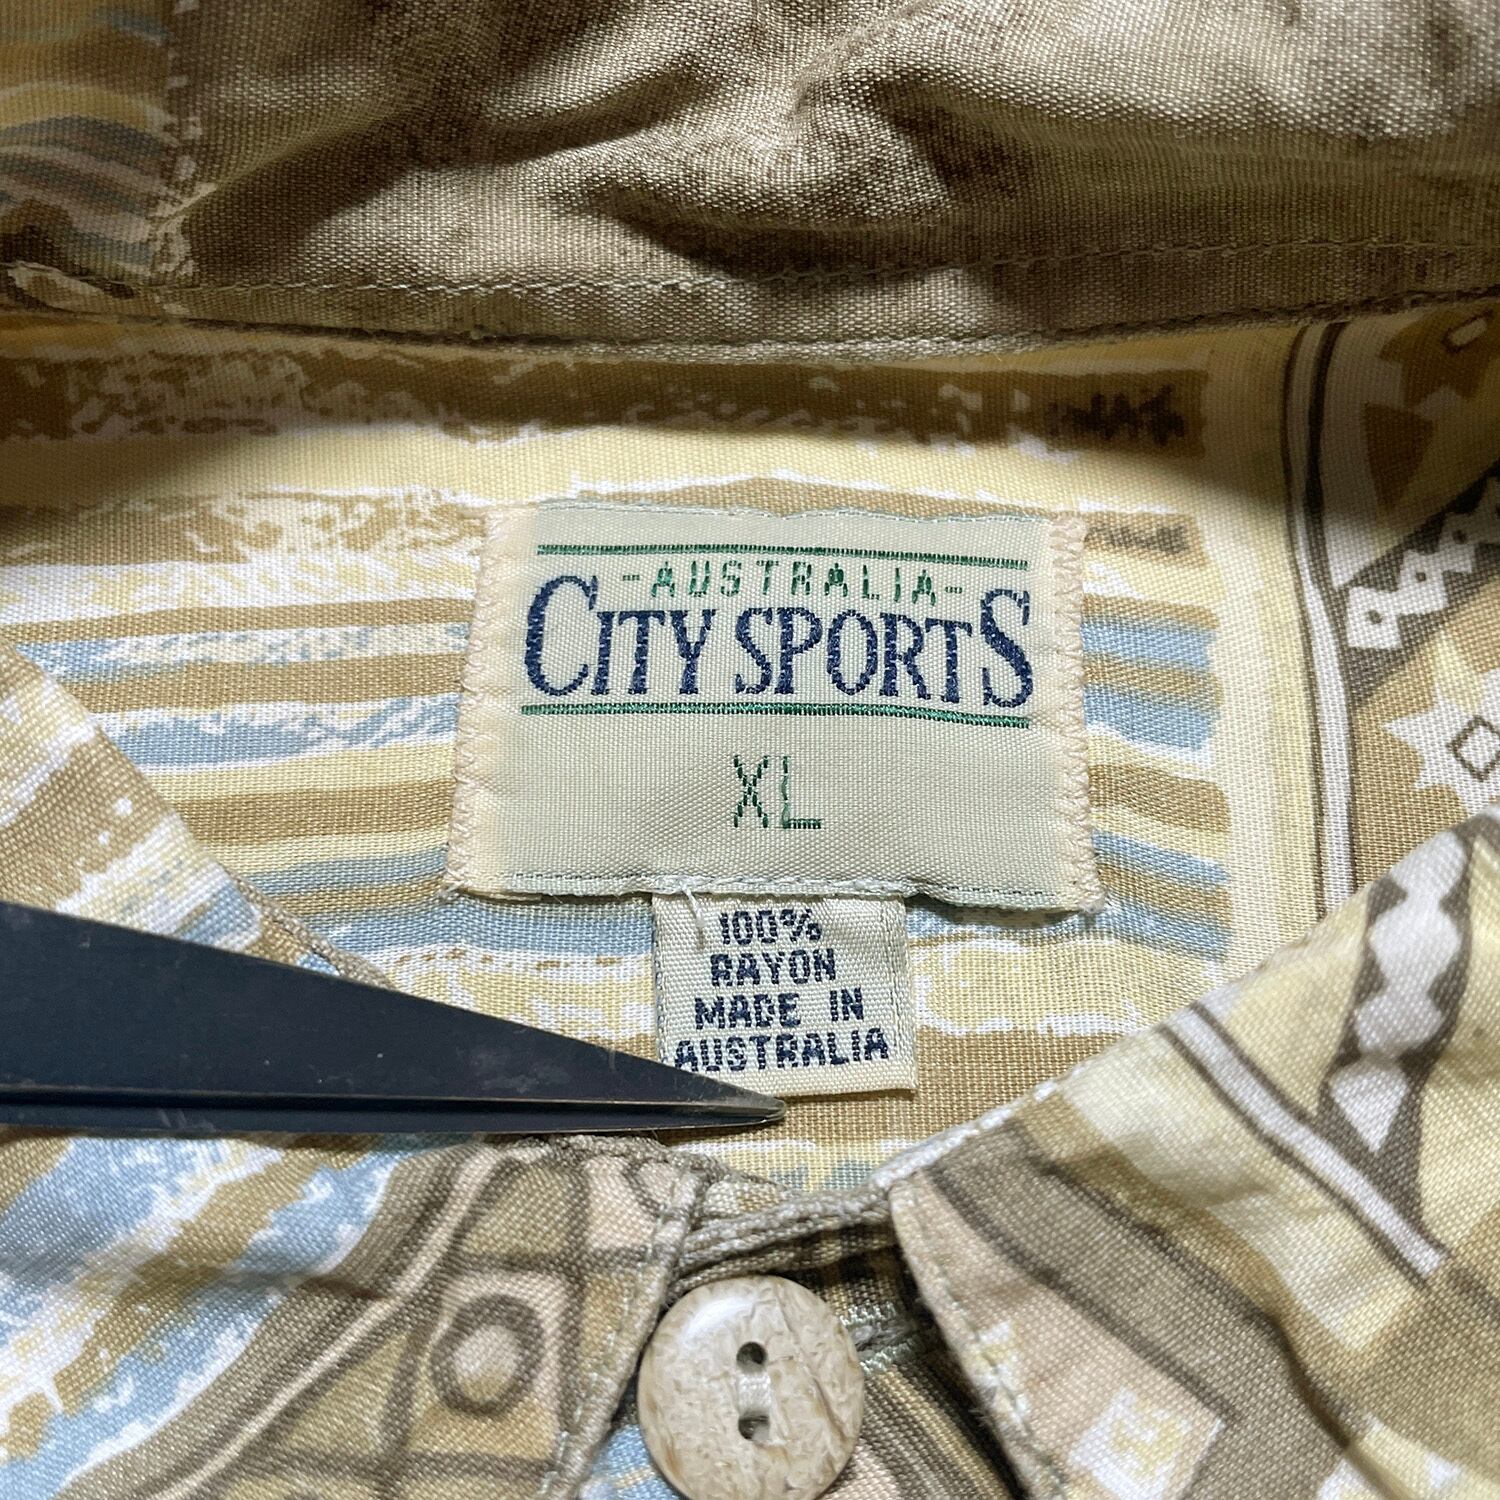 -AUSTRALIA-
CITY SPORTS
XL
100%
RAYON
MADE IN
AUSTRALIA